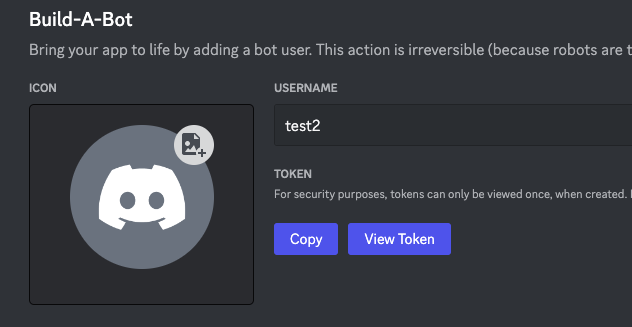 Build-A-Bot
Bring your app to life by adding a bot user. This action is irreversible (because robots are
ICON
USERNAME
test2
TOKEN
For security purposes, tokens can only be viewed once, when created.
Copy
View Token